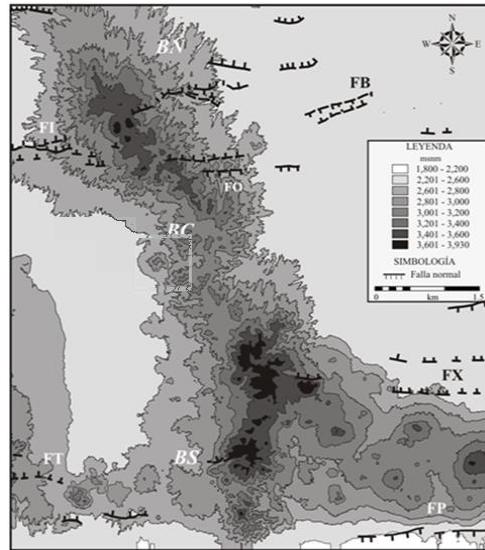 N
W E
S
BN
FB
FI
FO
BC
LEYENDA
msnm
1,800 - 2,200
2,201 - 2,600
2,601 - 2,800
2,801 - 3,000
3,001 - 3,200
3,201 - 3,400
3,401 - 3,600
3,601 - 3,930
SIMBOLOGÍA
Falla normal
0 km 1.5
FX
BS
FT
FP